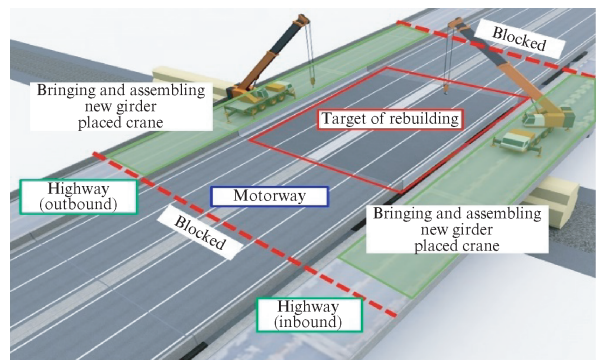 Blocked
Bringing and assembling
new girder
placed crane
Target of rebuilding
Highway
(outbound)
Motorway
Blocked
Bringing and assembling
new girder
placed crane
Highway
(inbound)